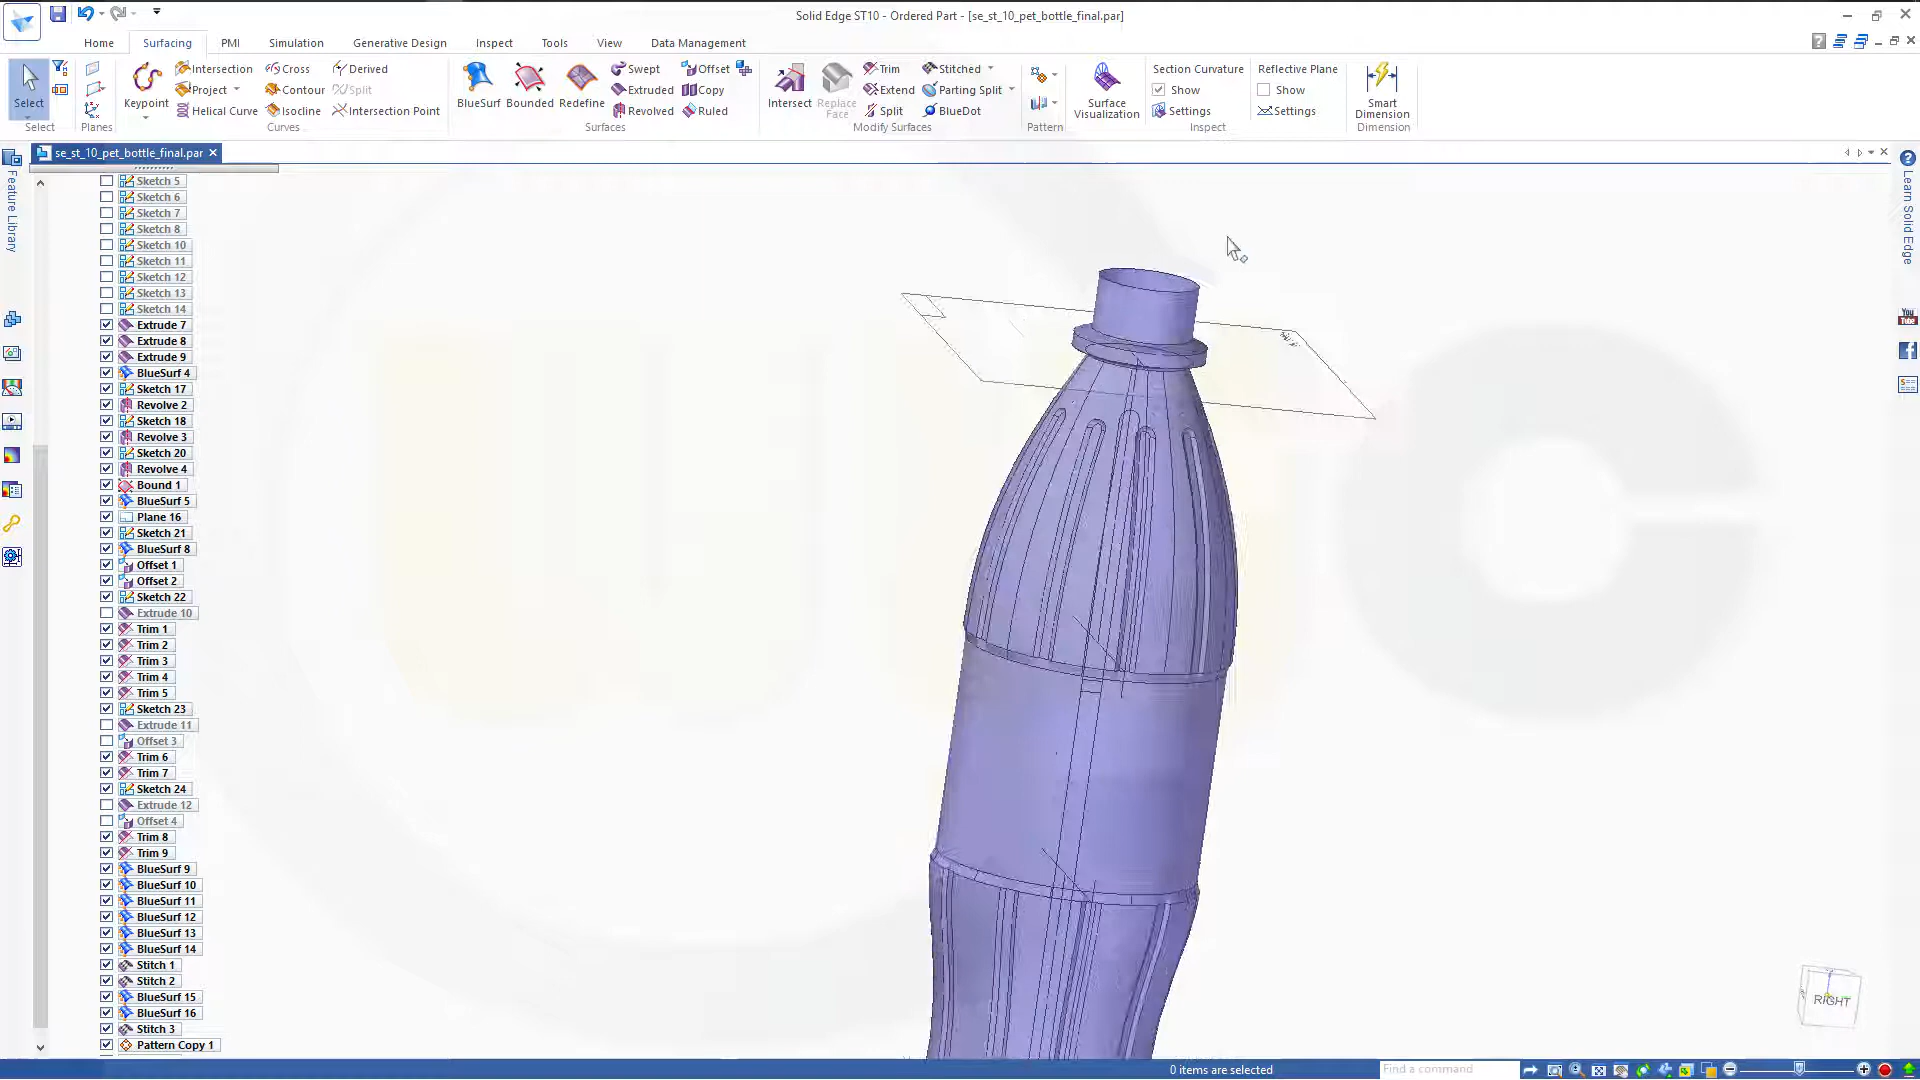 Solid Edge ST10 - Ordered Part - [se_st_10_pet_bottle_final.par]
Home Surfacing PMI Simulation Generative Design Inspect Tools View Data Management
Select
Select
Planes
Keypoint
Intersection
Project
Helical Curve
Cross
Contour
Isocline
Derived
Split
Intersection Point
Curves
BlueSurf
Bounded
Redefine
Swept
Extruded
Revolved
Offset
Copy
Ruled
Surfaces
Intersect
Replace Face
Trim
Extend
Split
Stitched
Parting Split
BlueDot
Modify Surfaces
Pattern
Surface Visualization
Section Curvature
Show
Settings
Inspect
Reflective Plane
Show
Settings
Smart Dimension
Dimension
se_st_10_pet_bottle_final.par
Feature Library
Learn Solid Edge
You Tube
Sketch 5
Sketch 6
Sketch 7
Sketch 8
Sketch 10
Sketch 11
Sketch 12
Sketch 13
Sketch 14
Extrude 7
Extrude 8
Extrude 9
BlueSurf 4
Sketch 17
Revolve 2
Sketch 18
Revolve 3
Sketch 20
Revolve 4
Bound 1
BlueSurf 5
Plane 16
Sketch 21
BlueSurf 8
Offset 1
Offset 2
Sketch 22
Extrude 10
Trim 1
Trim 2
Trim 3
Trim 4
Trim 5
Sketch 23
Extrude 11
Offset 3
Trim 6
Trim 7
Sketch 24
Extrude 12
Offset 4
Trim 8
Trim 9
BlueSurf 9
BlueSurf 10
BlueSurf 11
BlueSurf 12
BlueSurf 13
BlueSurf 14
Stitch 1
Stitch 2
BlueSurf 15
BlueSurf 16
Stitch 3
Pattern Copy 1
RIGHT
0 items are selected
Find a command